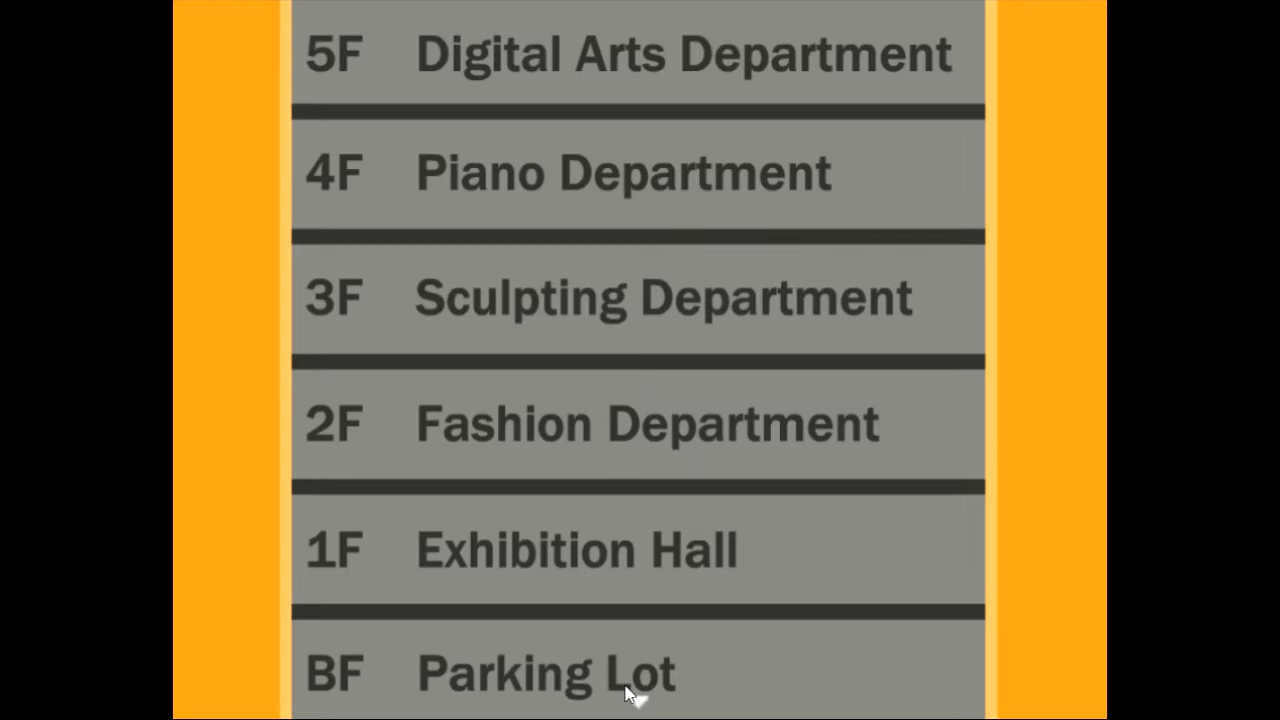 5F Digital Arts Department
4F Piano Department
3F Sculpting Department
2F Fashion Department
1F Exhibition Hall
BF Parking Lot